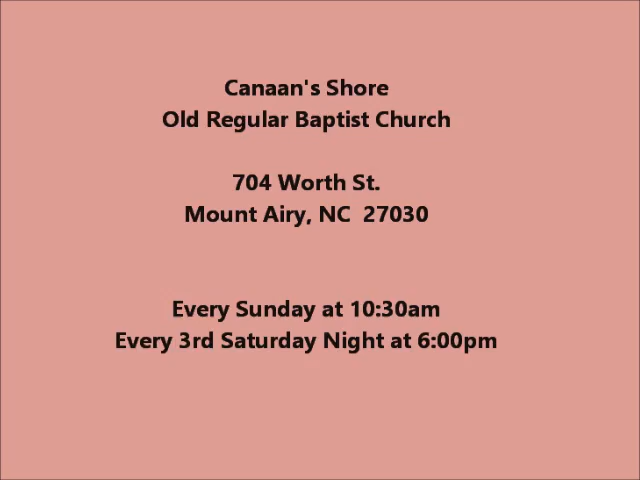 Canaan's Shore
Old Regular Baptist Church
704 Worth St.
Mount Airy, NC  27030
Every Sunday at 10:30am
Every 3rd Saturday Night at 6:00pm